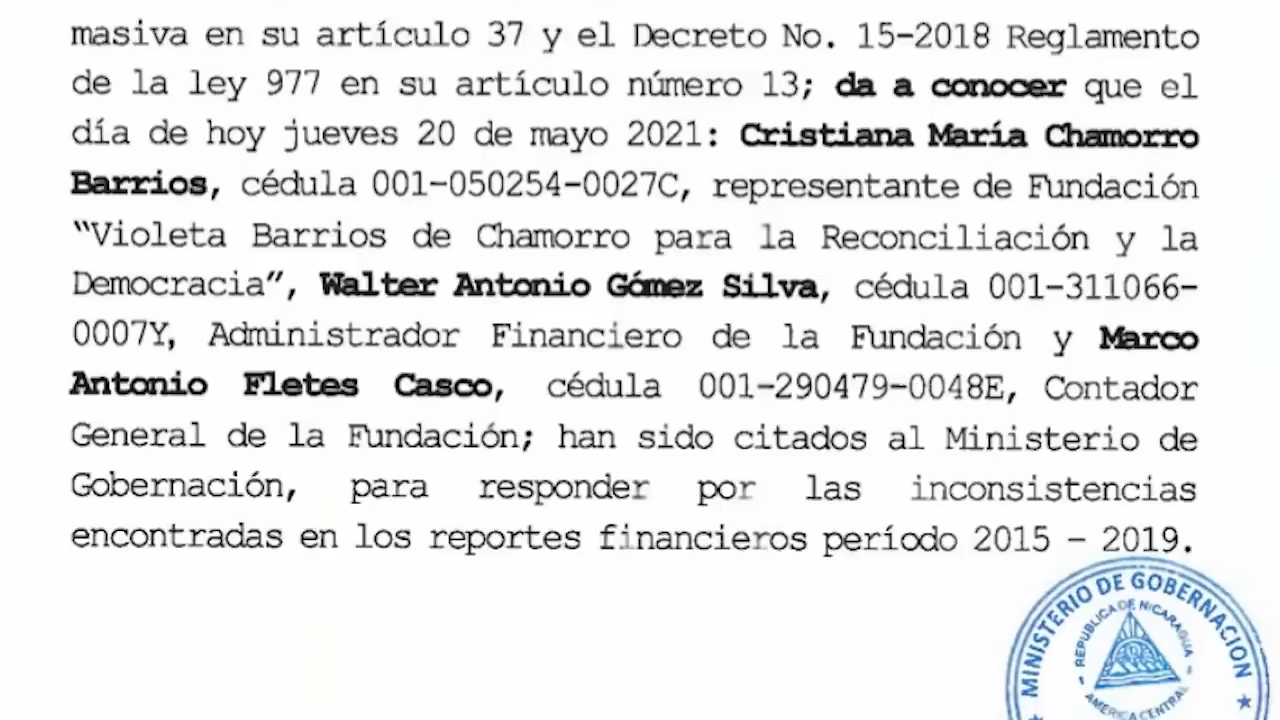 masiva en su artículo 37 y el Decreto No. 15-2018 Reglamento
de la ley 977 en su artículo número 13; da a conocer que el
día de hoy jueves 20 de mayo 2021: Cristiana María Chamorro
Barrios, cédula 001-050254-0027C, representante de Fundación
“Violeta Barrios de Chamorro para la Reconciliación y la
Democracia”, Walter Antonio Gómez Silva, cédula 001-311066-
0007Y, Administrador Financiero de la Fundación y Marco
Antonio Fletes Casco, cédula 001-290479-0048E, Contador
General de la Fundación; han sido citados al Ministerio de
Gobernación, para responder por las inconsistencias
encontradas en los reportes financieros período 2015 – 2019.
MINISTERIO DE GOBERNACION
REPUBLICA DE NICARAGUA
AMERICA CENTRAL